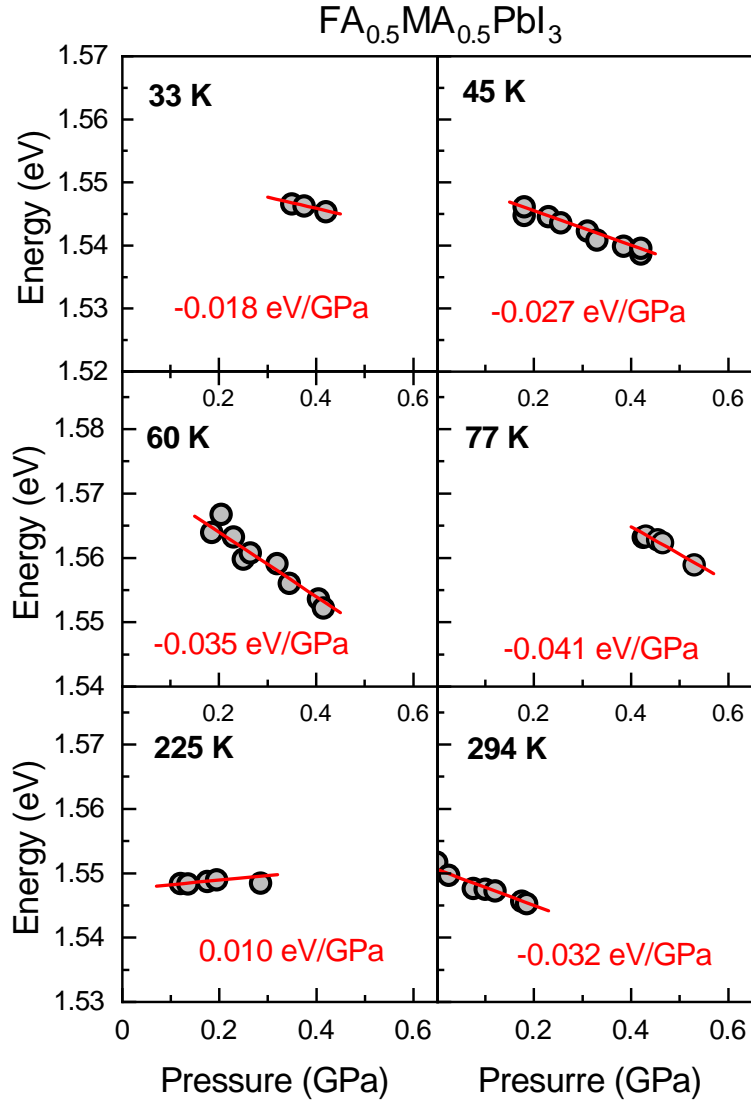 FA0.5MA0.5PbI3
1.57
1.56
1.55
1.54
1.53
1.52
Energy (eV)
33 K
-0.018 eV/GPa
0.2 0.4 0.6
45 K
-0.027 eV/GPa
0.2 0.4 0.6
1.58
1.57
1.56
1.55
1.54
Energy (eV)
60 K
-0.035 eV/GPa
0.2 0.4 0.6
77 K
-0.041 eV/GPa
0.2 0.4 0.6
1.57
1.56
1.55
1.54
1.53
Energy (eV)
225 K
0.010 eV/GPa
0 0.2 0.4 0.6
Pressure (GPa)
294 K
-0.032 eV/GPa
0.2 0.4 0.6
Presurre (GPa)